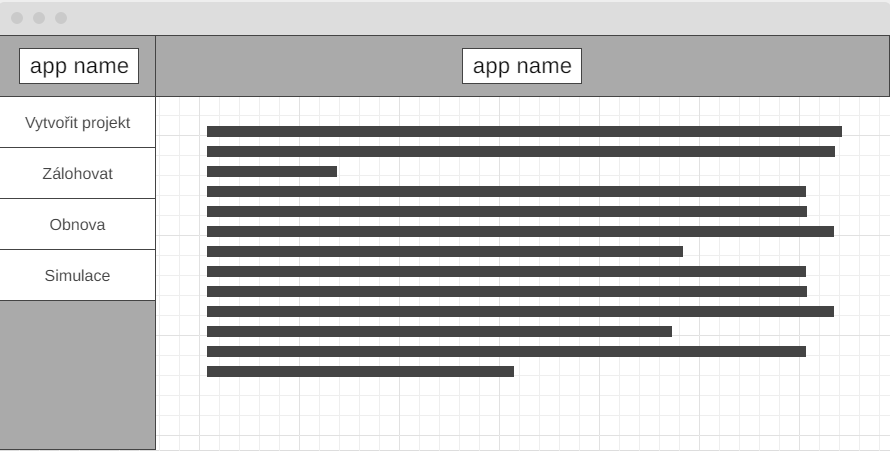 app name
app name
Vytvořit projekt
Zálohovat
Obnova
Simulace